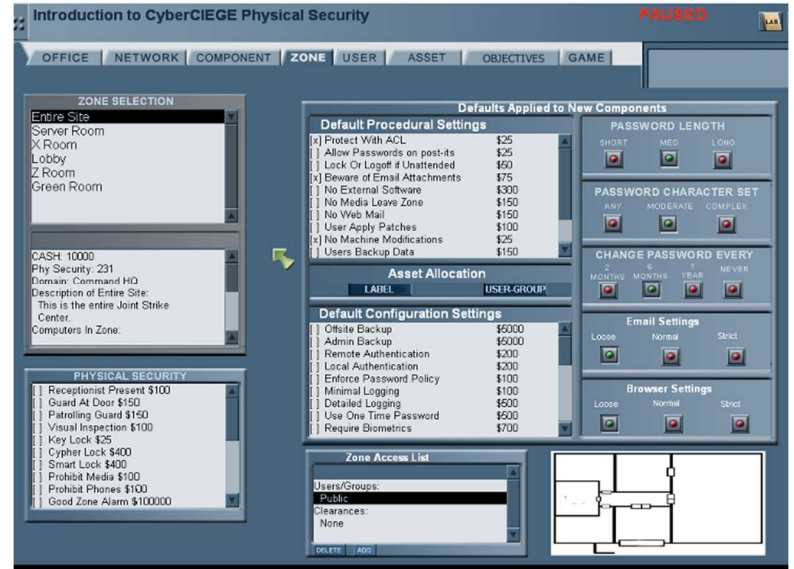 Introduction to CyberCIEGE Physical Security
PAUSED
LAB
OFFICE NETWORK COMPONENT ZONE USER ASSET OBJECTIVES GAME
ZONE SELECTION
Entire Site
Server Room
X Room
Lobby
Z Room
Green Room
CASH: 10000
Phy Security: 231
Domain: Command HQ
Description of Entire Site:
This is the entire Joint Strike
Center.
Computers In Zone:
PHYSICAL SECURITY
[ ] Receptionist Present $100
[ ] Guard At Door $150
[ ] Patrolling Guard $150
[ ] Visual Inspection $100
[ ] Key Lock $25
[ ] Cypher Lock $400
[ ] Smart Lock $400
[ ] Prohibit Media $100
[ ] Prohibit Phones $100
[ ] Good Zone Alarm $100000
Defaults Applied to New Components
Default Procedural Settings
[x] Protect With ACL $25
[ ] Allow Passwords on post-its $25
[ ] Lock Or Logoff if Unattended $50
[x] Beware of Email Attachments $75
[ ] No External Software $300
[ ] No Media Leave Zone $150
[ ] No Web Mail $150
[ ] User Apply Patches $100
[x] No Machine Modifications $25
[ ] Users Backup Data $150
Asset Allocation
LABEL USER-GROUP
Default Configuration Settings
[ ] Offsite Backup $5000
[ ] Admin Backup $5000
[ ] Remote Authentication $200
[ ] Local Authentication $200
[ ] Enforce Password Policy $100
[ ] Minimal Logging $100
[ ] Detailed Logging $500
[ ] Use One Time Password $500
[ ] Require Biometrics $700
PASSWORD LENGTH
SHORT MED LONG
PASSWORD CHARACTER SET
ANY MODERATE COMPLEX
CHANGE PASSWORD EVERY
2 MONTHS 6 MONTHS 1 YEAR NEVER
Email Settings
Loose Normal Strict
Browser Settings
Loose Normal Strict
Zone Access List
Users/Groups:
Public
Clearances:
None
DELETE ADD